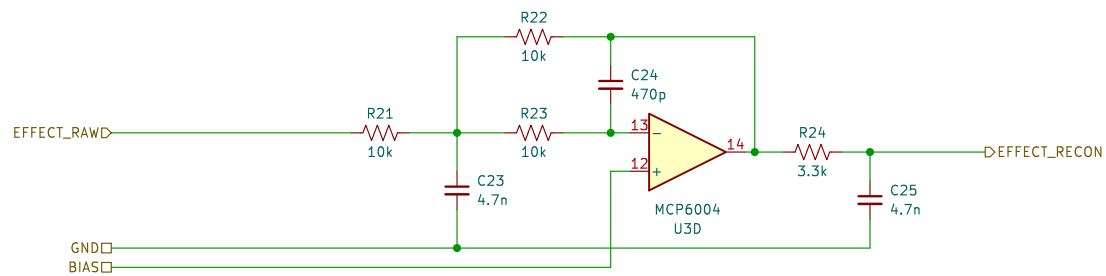 R22
10k
C24
470p
R21
10k
R23
10k
EFFECT_RAW
13
12
14
R24
3.3k
EFFECT_RECON
C23
4.7n
MCP6004
U3D
C25
4.7n
GND
BIAS